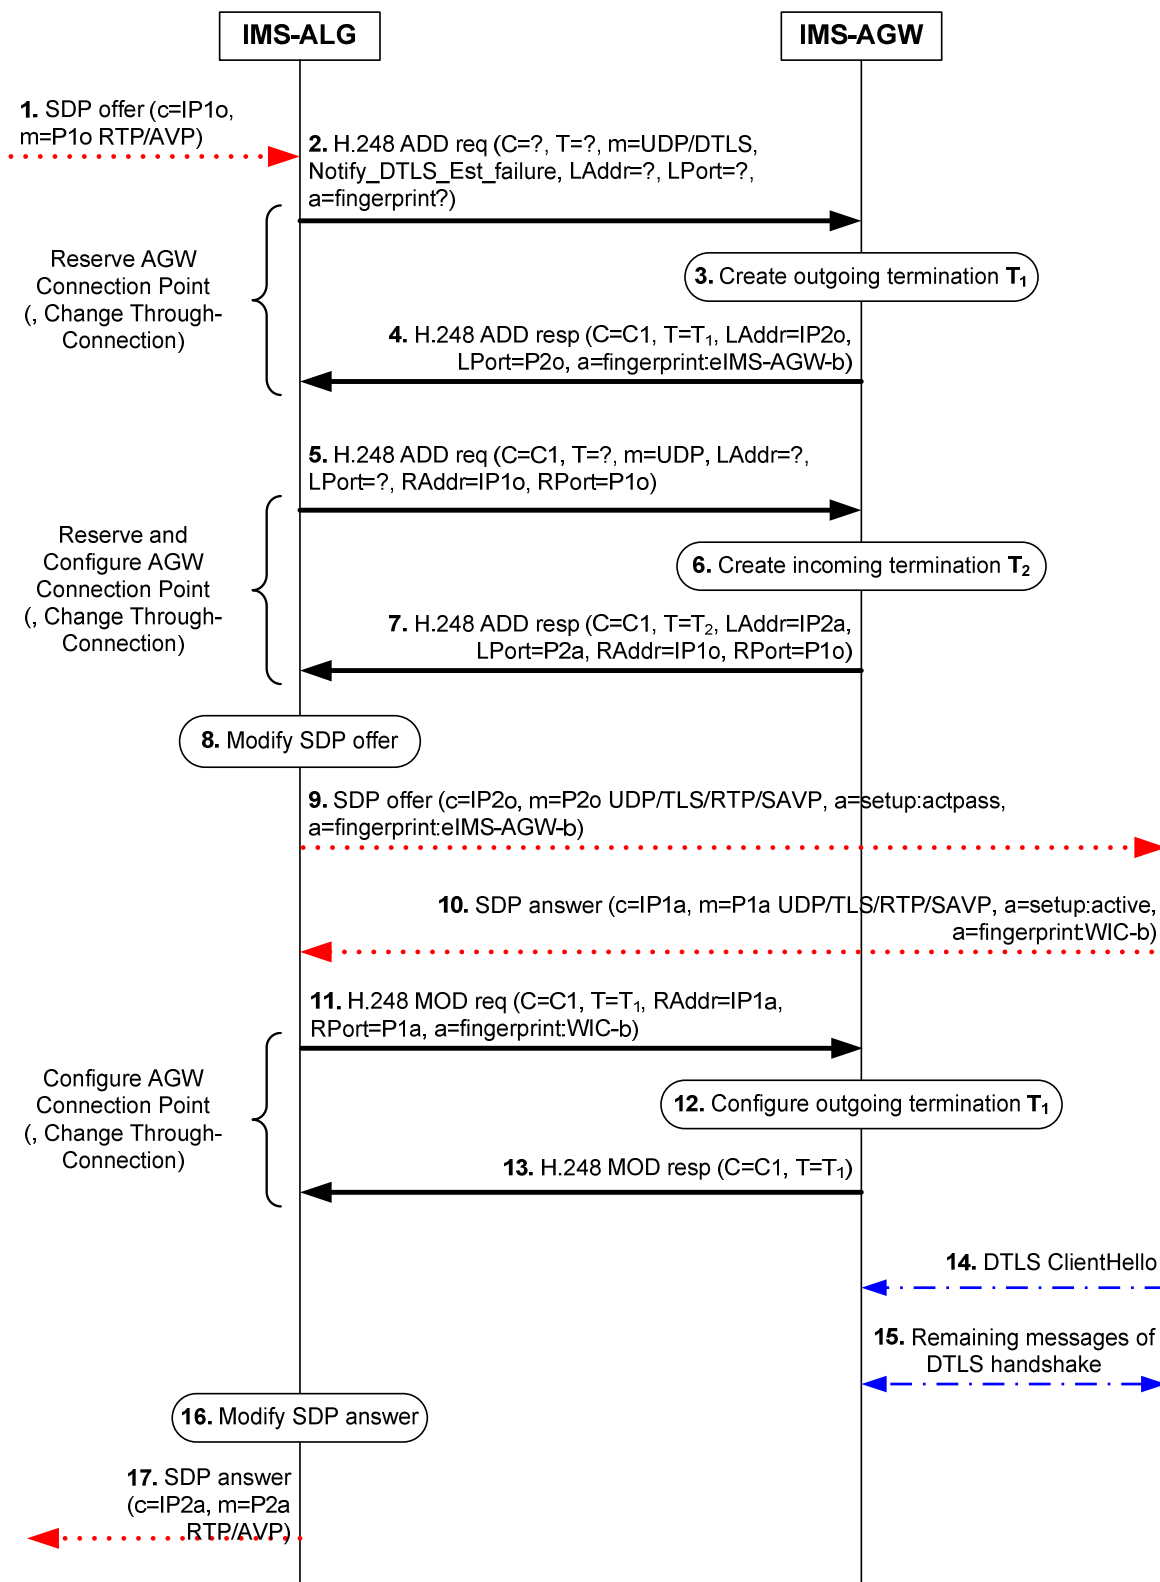 IMS-ALG
IMS-AGW
1. SDP offer (c=IP1o,
m=P1o RTP/AVP)
2. H.248 ADD req (C=?, T=?, m=UDP/DTLS,
Notify_DTLS_Est_failure, LAddr=?, LPort=?,
a=fingerprint?)
Reserve AGW
Connection Point
(, Change Through-
Connection)
3. Create outgoing termination T1
4. H.248 ADD resp (C=C1, T=T1, LAddr=IP2o,
LPort=P2o, a=fingerprint:eIMS-AGW-b)
5. H.248 ADD req (C=C1, T=?, m=UDP, LAddr=?,
LPort=?, RAddr=IP1o, RPort=P1o)
Reserve and
Configure AGW
Connection Point
(, Change Through-
Connection)
6. Create incoming termination T2
7. H.248 ADD resp (C=C1, T=T2, LAddr=IP2a,
LPort=P2a, RAddr=IP1o, RPort=P1o)
8. Modify SDP offer
9. SDP offer (c=IP2o, m=P2o UDP/TLS/RTP/SAVP, a=setup:actpass,
a=fingerprint:eIMS-AGW-b)
10. SDP answer (c=IP1a, m=P1a UDP/TLS/RTP/SAVP, a=setup:active,
a=fingerprint:WIC-b)
11. H.248 MOD req (C=C1, T=T1, RAddr=IP1a,
RPort=P1a, a=fingerprint:WIC-b)
Configure AGW
Connection Point
(, Change Through-
Connection)
12. Configure outgoing termination T1
13. H.248 MOD resp (C=C1, T=T1)
14. DTLS ClientHello
15. Remaining messages of
DTLS handshake
16. Modify SDP answer
17. SDP answer
(c=IP2a, m=P2a
RTP/AVP)